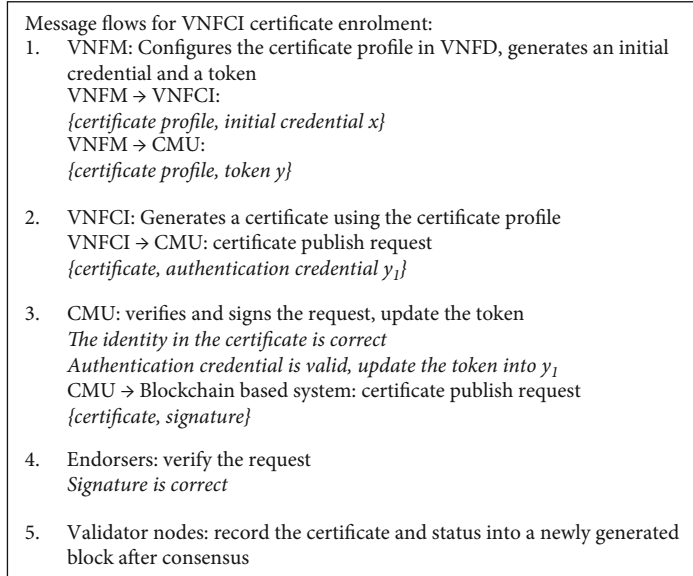 Message flows for VNFCI certificate enrolment:
1. VNFM: Configures the certificate profile in VNFD, generates an initial
credential and a token
VNFM → VNFCI:
{certificate profile, initial credential x}
VNFM → CMU:
{certificate profile, token y}
2. VNFCI: Generates a certificate using the certificate profile
VNFCI → CMU: certificate publish request
{certificate, authentication credential y₁}
3. CMU: verifies and signs the request, update the token
The identity in the certificate is correct
Authentication credential is valid, update the token into y₁
CMU → Blockchain based system: certificate publish request
{certificate, signature}
4. Endorsers: verify the request
Signature is correct
5. Validator nodes: record the certificate and status into a newly generated
block after consensus